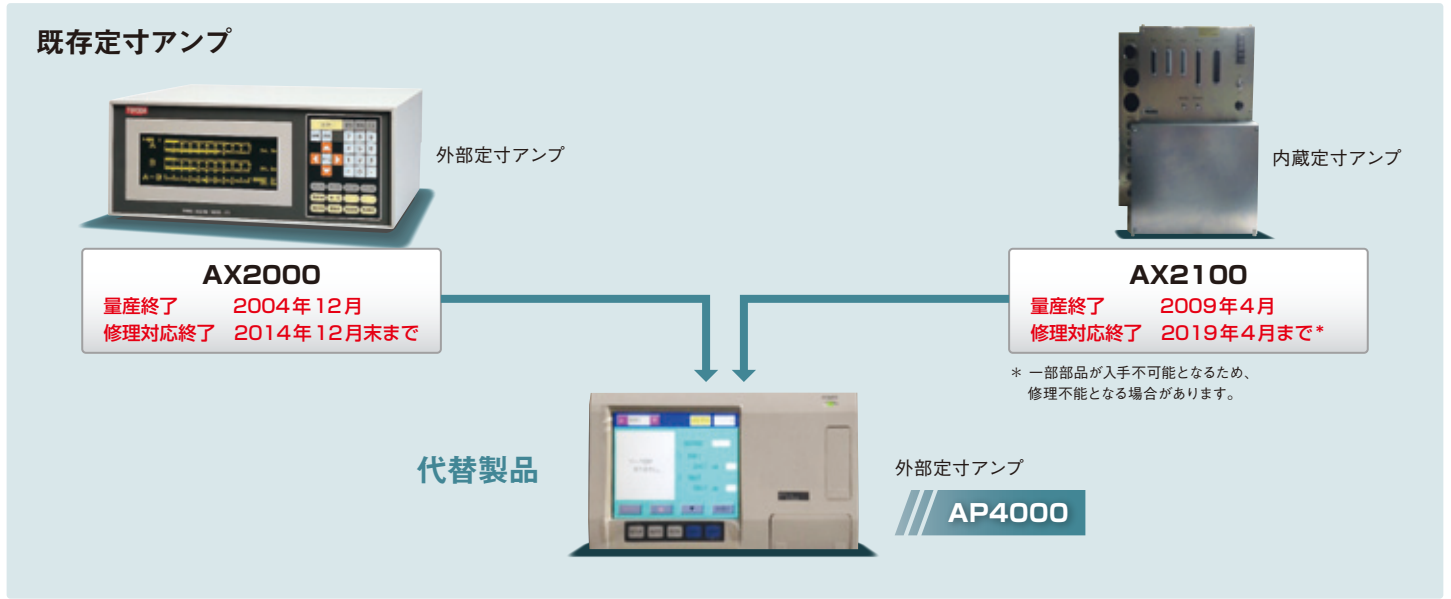 既存定寸アンプ
外部定寸アンプ
内蔵定寸アンプ
AX2000
量産終了 2004年12月
修理対応終了 2014年12月末まで
AX2100
量産終了 2009年4月
修理対応終了 2019年4月まで*
* 一部部品が入手不可能となるため、
修理不能となる場合があります。
代替製品
外部定寸アンプ
AP4000